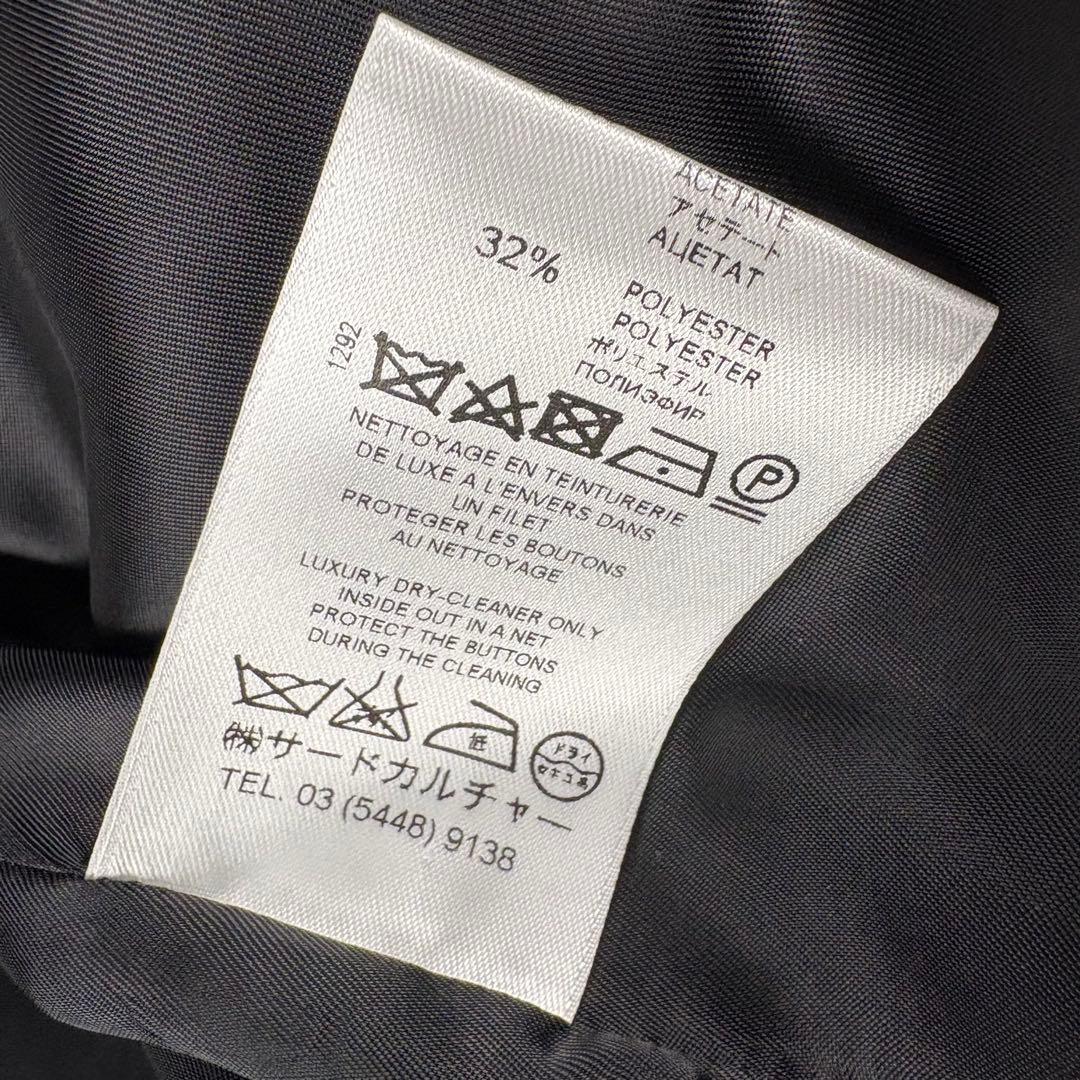 ACETATE
アセテート
АЦЕТАТ
32% POLYESTER
POLYESTER
ポリエステル
ПОЛИЭФИР
1292
P
NETTOYAGE EN TEINTURERIE
DE LUXE A L'ENVERS DANS
UN FILET
PROTEGER LES BOUTONS
AU NETTOYAGE
LUXURY DRY-CLEANER ONLY
INSIDE OUT IN A NET
PROTECT THE BUTTONS
DURING THE CLEANING
低
ドライ
セキユ系
(株)サードカルチャー
TEL. 03 (5448) 9138